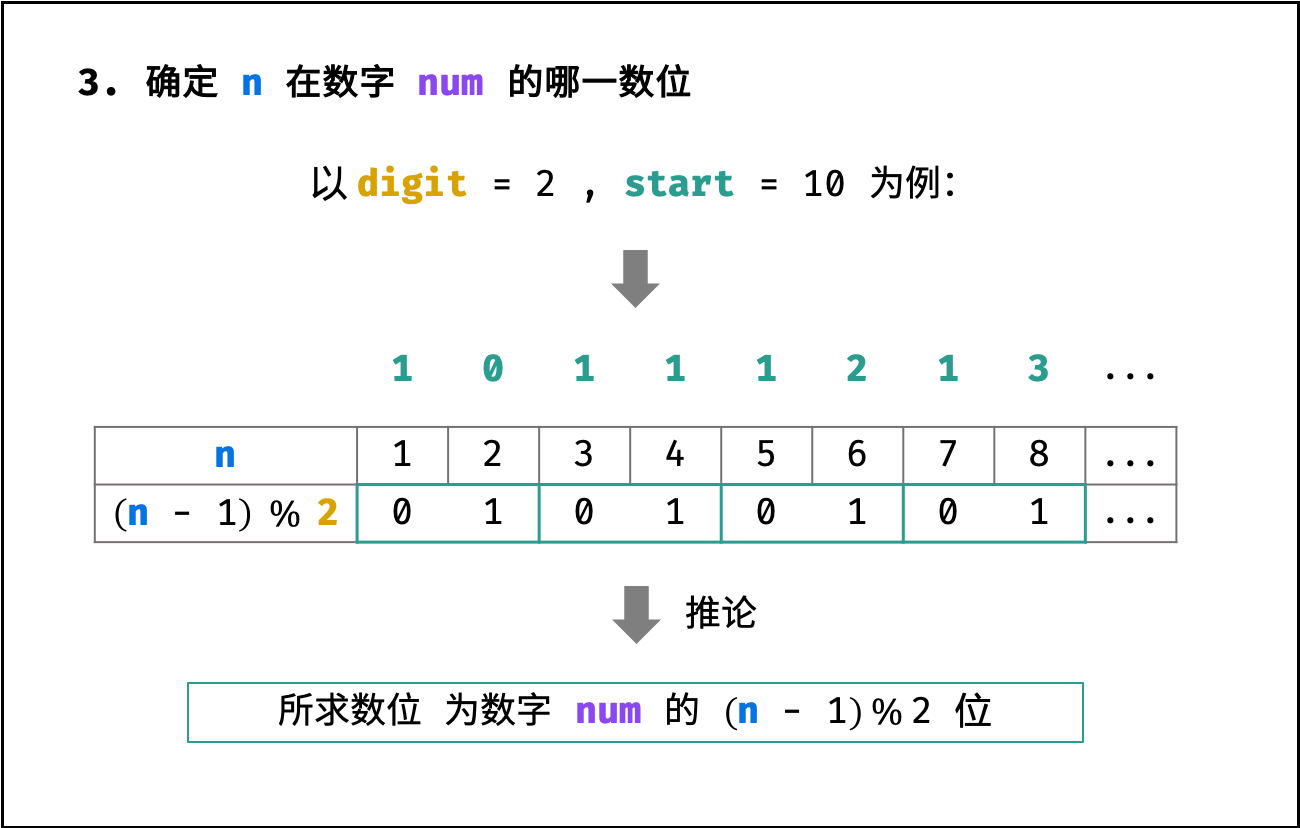 3. 确定 n 在数字 num 的哪一数位
以 digit = 2 , start = 10 为例：
1 0 1 1 1 2 1 3 ...
n 1 2 3 4 5 6 7 8 ...
(n - 1) % 2 0 1 0 1 0 1 0 1 ...
推论
所求数位 为数字 num 的 (n - 1) % 2 位